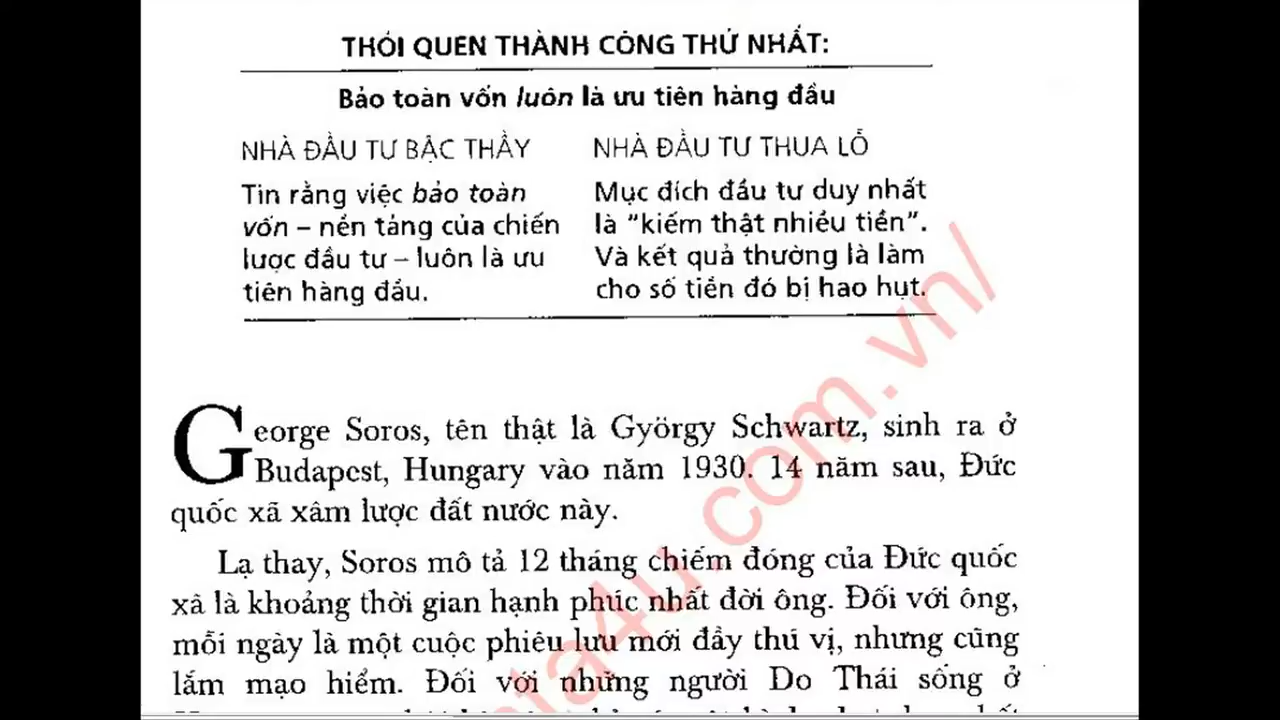 THÓI QUEN THÀNH CÔNG THỨ NHẤT:
Bảo toàn vốn luôn là ưu tiên hàng đầu
NHÀ ĐẦU TƯ BẬC THẦY
Tin rằng việc bảo toàn
vốn – nền tảng của chiến
lược đầu tư – luôn là ưu
tiên hàng đầu.
NHÀ ĐẦU TƯ THUA LỖ
Mục đích đầu tư duy nhất
là "kiếm thật nhiều tiền".
Và kết quả thường là làm
cho số tiền đó bị hao hụt.
George Soros, tên thật là György Schwartz, sinh ra ở
Budapest, Hungary vào năm 1930. 14 năm sau, Đức
quốc xã xâm lược đất nước này.
Lạ thay, Soros mô tả 12 tháng chiếm đóng của Đức quốc
xã là khoảng thời gian hạnh phúc nhất đời ông. Đối với ông,
mỗi ngày là một cuộc phiêu lưu mới đầy thú vị, nhưng cũng
lắm mạo hiểm. Đối với những người Do Thái sống ở
ta4u.com.vn/